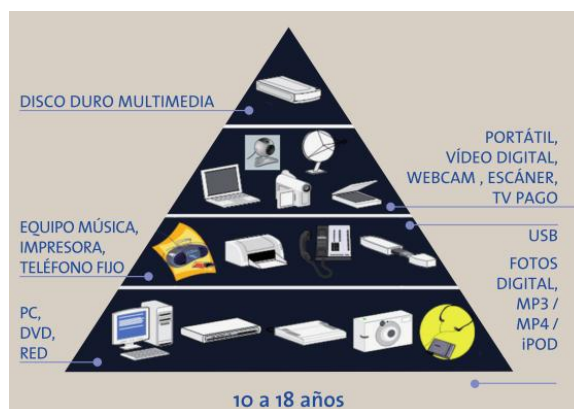 DISCO DURO MULTIMEDIA
PORTÁTIL,
VÍDEO DIGITAL,
WEBCAM , ESCÁNER,
TV PAGO
EQUIPO MÚSICA,
IMPRESORA,
TELÉFONO FIJO
USB
FOTOS
DIGITAL,
MP3 /
MP4 /
iPOD
PC,
DVD,
RED
10 a 18 años